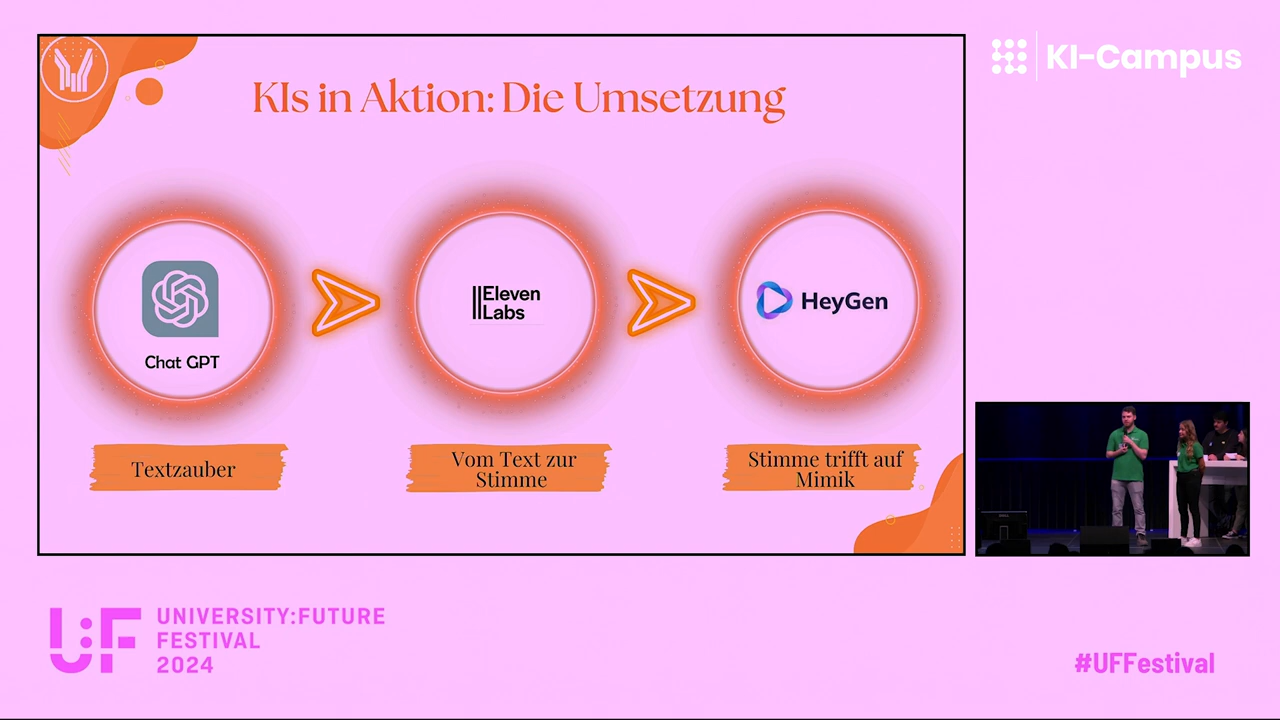 KIs in Aktion: Die Umsetzung
KI-Campus
Chat GPT
Eleven
Labs
HeyGen
Textzauber
Vom Text zur
Stimme
Stimme trifft auf
Mimik
U:F
UNIVERSITY:FUTURE
FESTIVAL
2024
#UFFestival